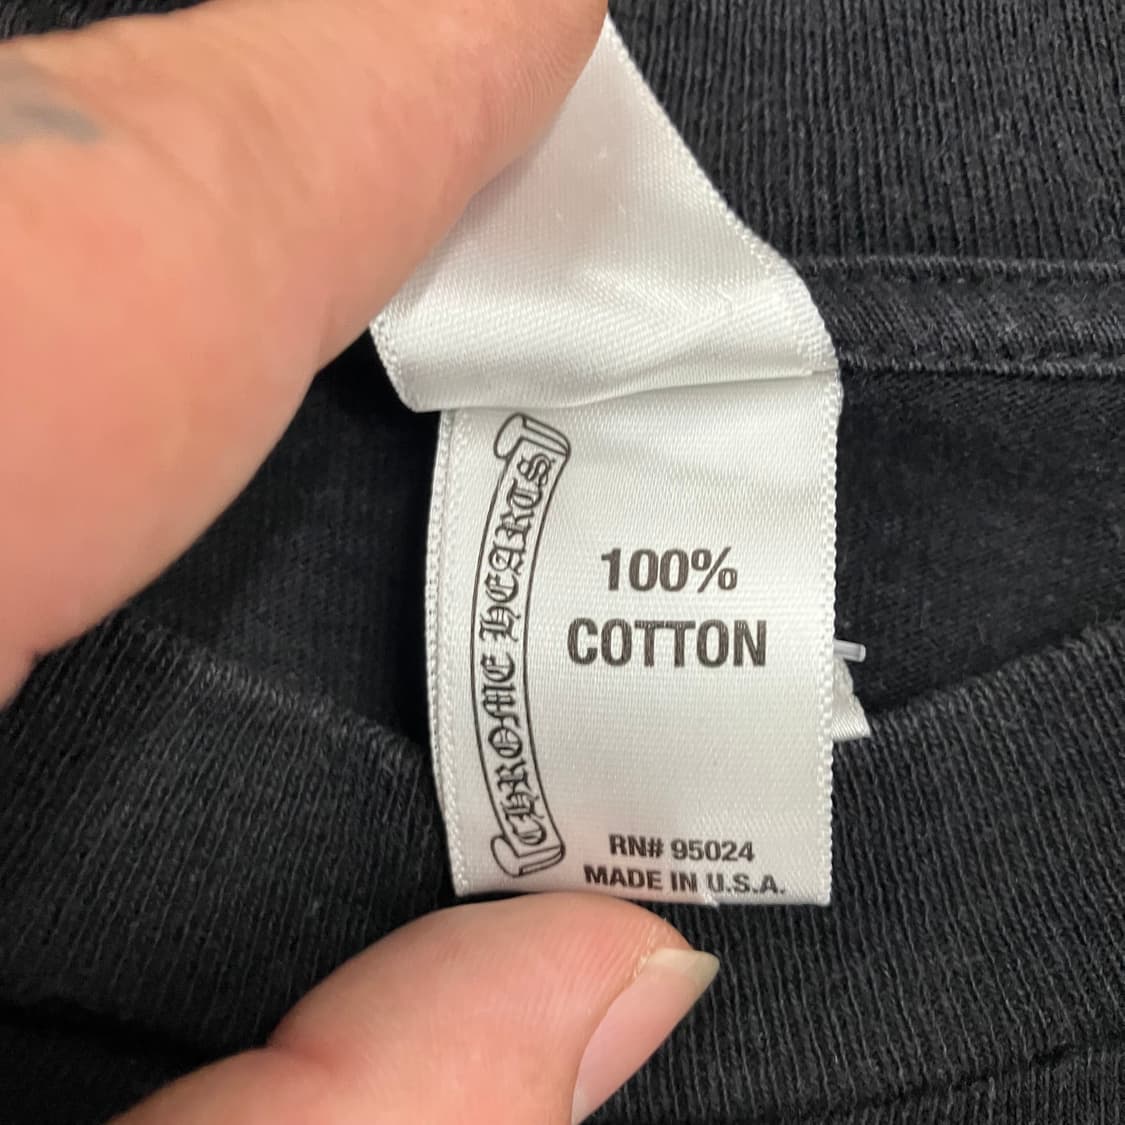 CHROME HEARTS
100%
COTTON
RN# 95024
MADE IN U.S.A.